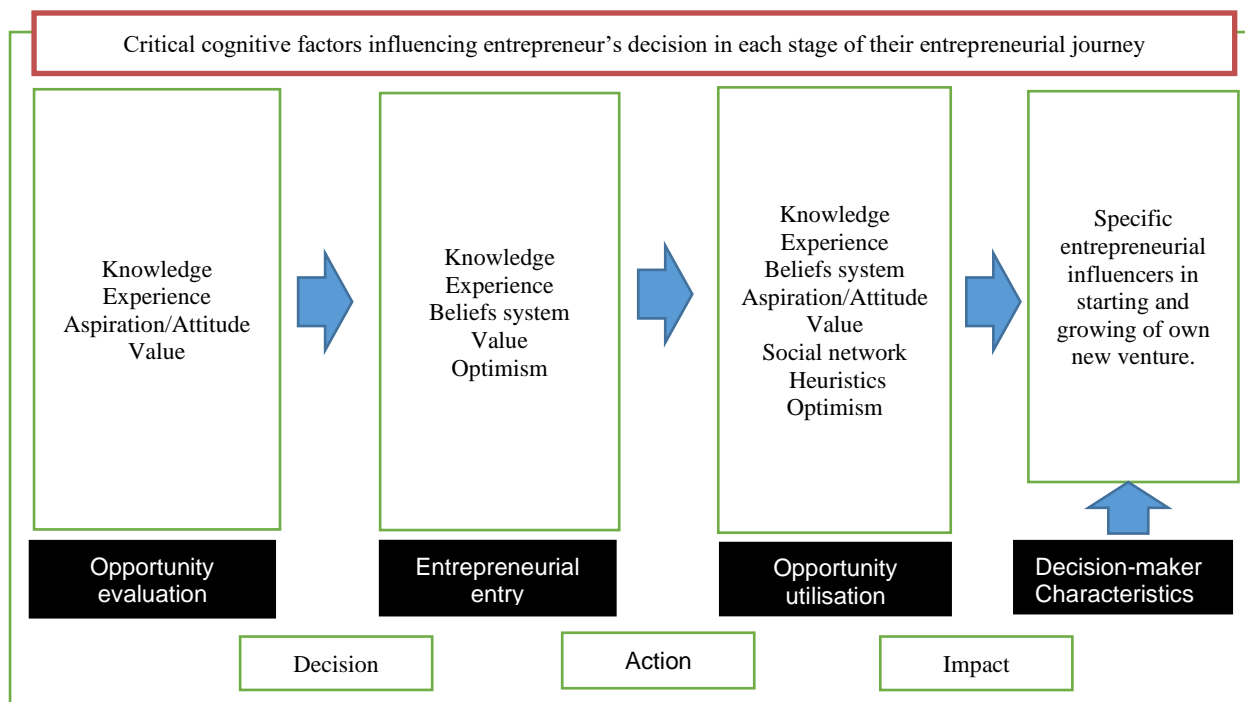 Critical cognitive factors influencing entrepreneur’s decision in each stage of their entrepreneurial journey
Knowledge
Experience
Aspiration/Attitude
Value
Knowledge
Experience
Beliefs system
Value
Optimism
Knowledge
Experience
Beliefs system
Aspiration/Attitude
Value
Social network
Heuristics
Optimism
Specific
entrepreneurial
influencers in
starting and
growing of own
new venture.
Opportunity
evaluation
Entrepreneurial
entry
Opportunity
utilisation
Decision-maker
Characteristics
Decision
Action
Impact